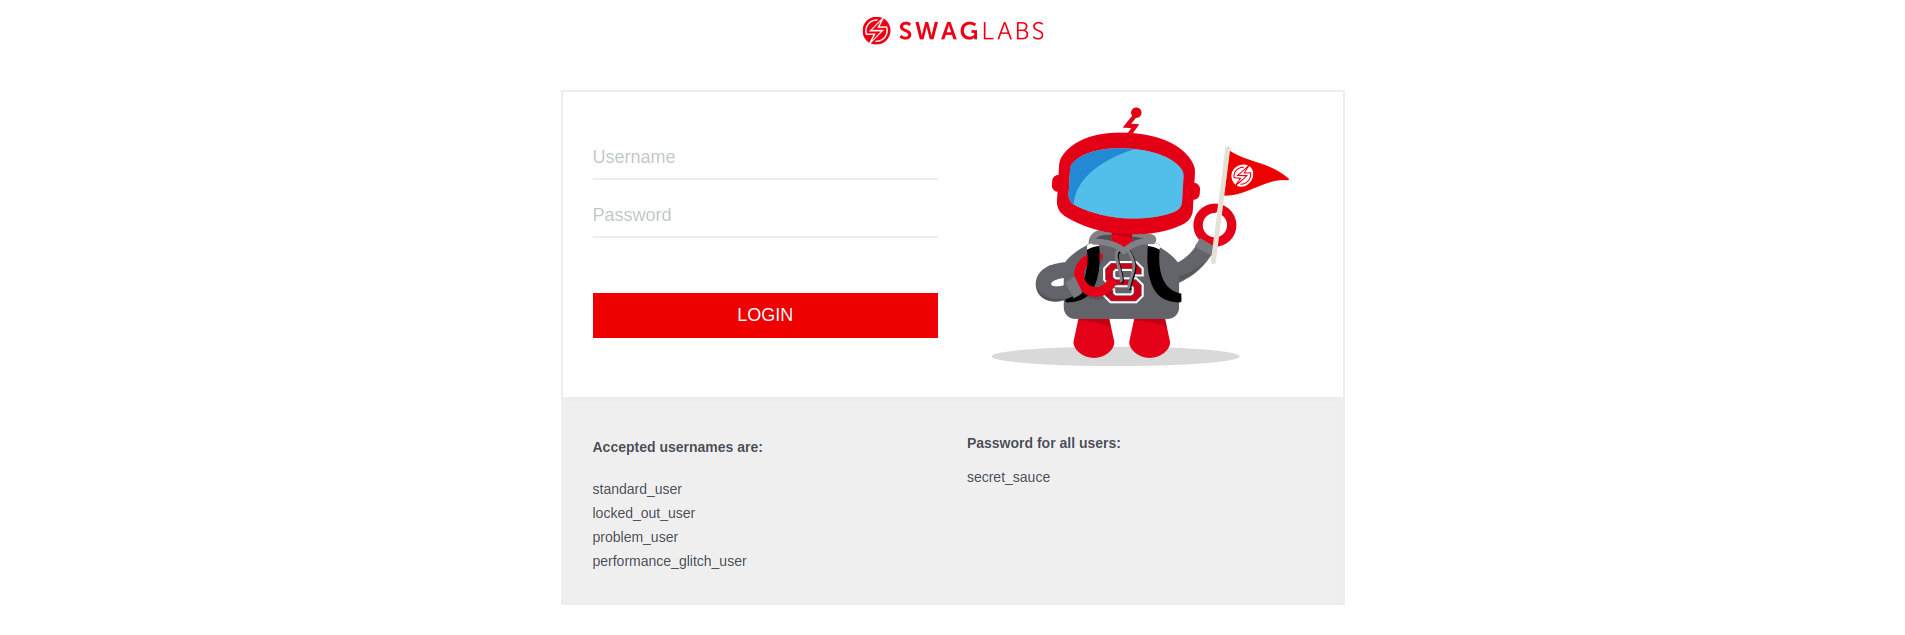 SWAGLABS
Username
Password
LOGIN
S
Accepted usernames are:
standard_user
locked_out_user
problem_user
performance_glitch_user
Password for all users:
secret_sauce